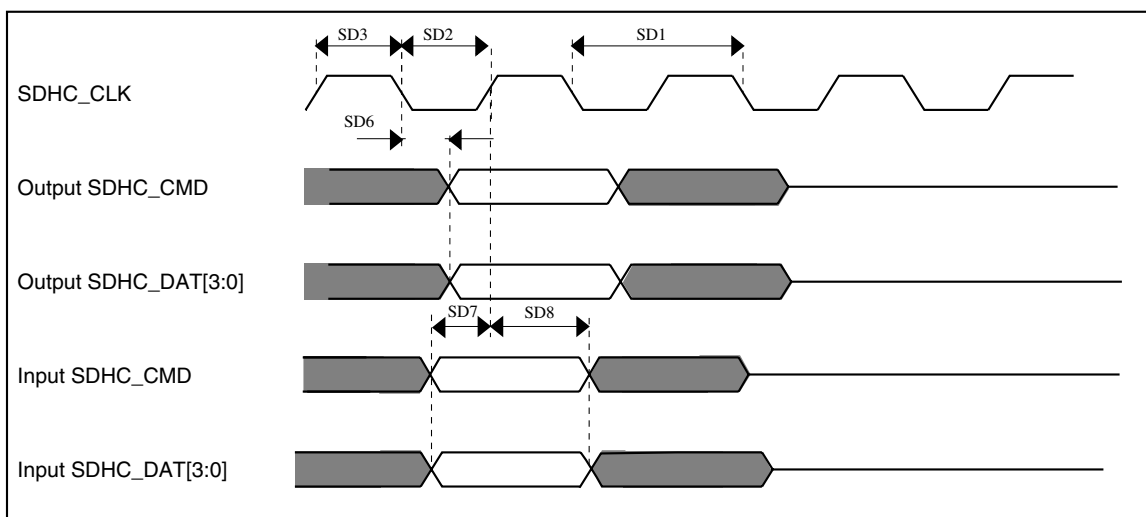 SD3
SD2
SD1
SDHC_CLK
SD6
Output SDHC_CMD
Output SDHC_DAT[3:0]
SD7
SD8
Input SDHC_CMD
Input SDHC_DAT[3:0]